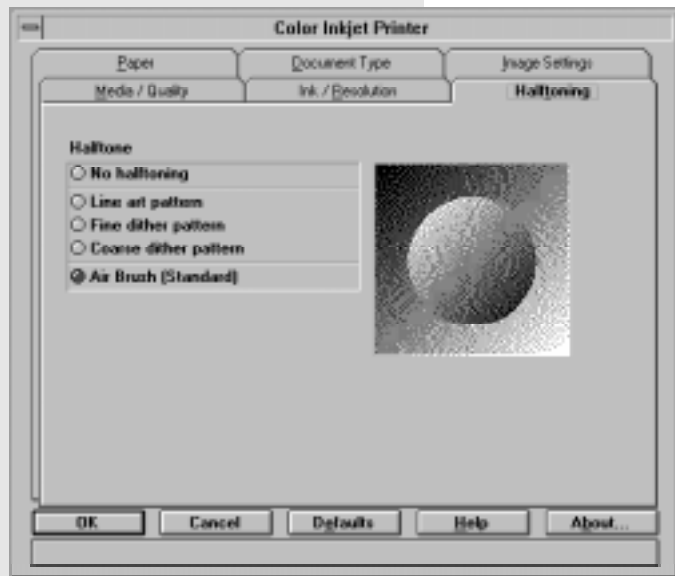 Color Inkjet Printer
Paper Document Type Image Settings
Media / Quality Ink / Resolution Halftoning
Halftone
No halftoning
Line art pattern
Fine dither pattern
Coarse dither pattern
Air Brush (Standard)
OK Cancel Defaults Help About...